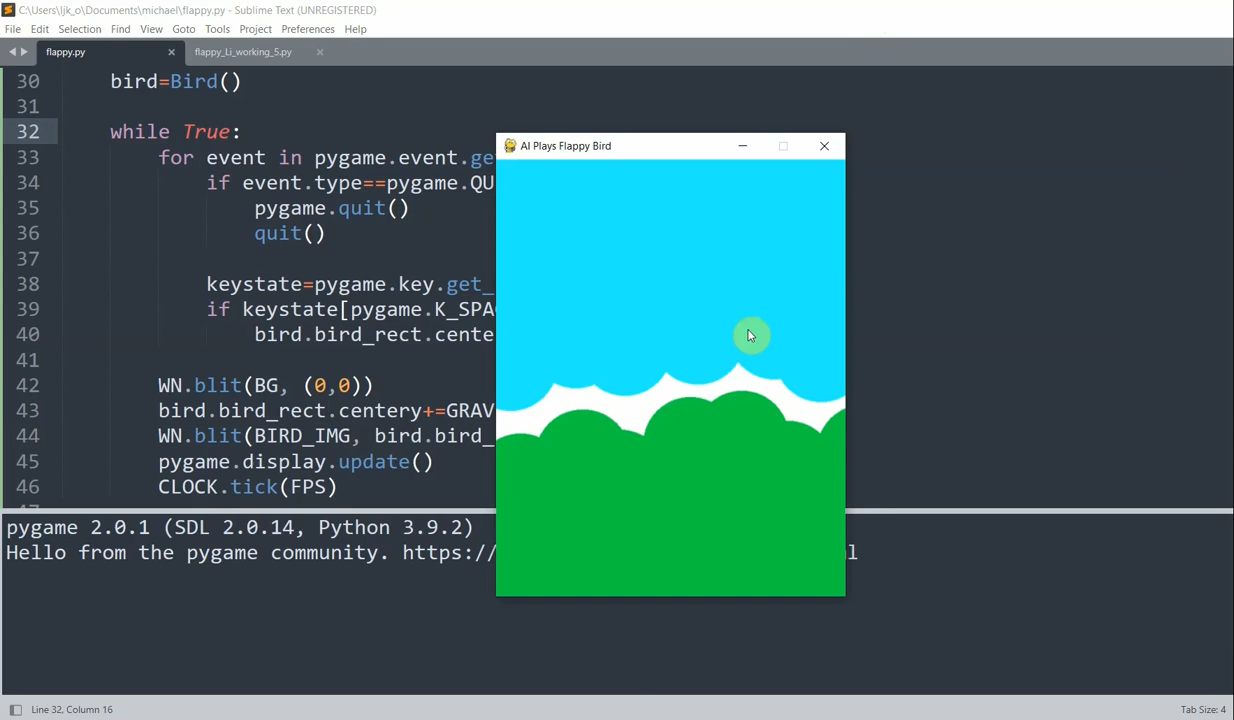 C:\Users\ljk_o\Documents\michael\flappy.py - Sublime Text (UNREGISTERED)
File Edit Selection Find View Goto Tools Project Preferences Help
flappy.py flappy_Li_working_5.py
30 bird=Bird()
31
32 while True:
33 for event in pygame.event.ge
34 if event.type==pygame.QU
35 pygame.quit()
36 quit()
37
38 keystate=pygame.key.get_
39 if keystate[pygame.K_SPA
40 bird.bird_rect.cente
41
42 WN.blit(BG, (0,0))
43 bird.bird_rect.centery+=GRAV
44 WN.blit(BIRD_IMG, bird.bird_
45 pygame.display.update()
46 CLOCK.tick(FPS)
AI Plays Flappy Bird
pygame 2.0.1 (SDL 2.0.14, Python 3.9.2)
Hello from the pygame community. https:// l
Line 32, Column 16 Tab Size: 4